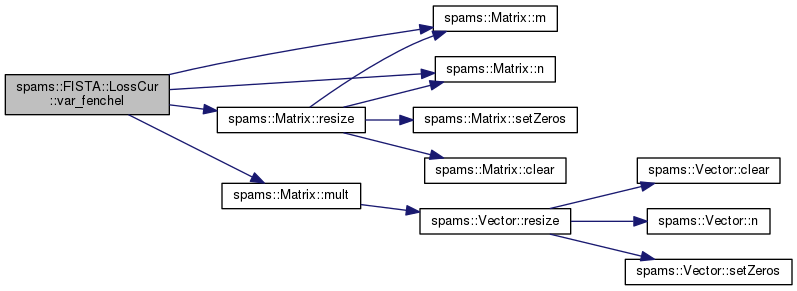 spams::FISTA::LossCur
::var_fenchel
spams::Matrix::m
spams::Matrix::n
spams::Matrix::resize
spams::Matrix::setZeros
spams::Matrix::clear
spams::Matrix::mult
spams::Vector::resize
spams::Vector::clear
spams::Vector::n
spams::Vector::setZeros